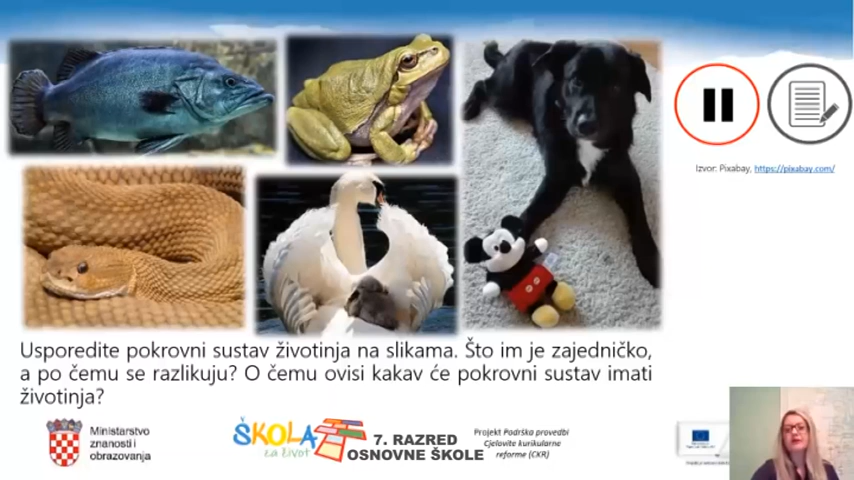 Izvor: Pixabay, https://pixabay.com/
Usporedite pokrovni sustav životinja na slikama. Što im je zajedničko,
a po čemu se razlikuju? O čemu ovisi kakav će pokrovni sustav imati
životinja?
Ministarstvo
znanosti i
obrazovanja
ŠKOLA
za život
7. RAZRED
OSNOVNE ŠKOLE
Projekt Podrška provedbi
Cjelovite kurikularne
reforme (CKR)